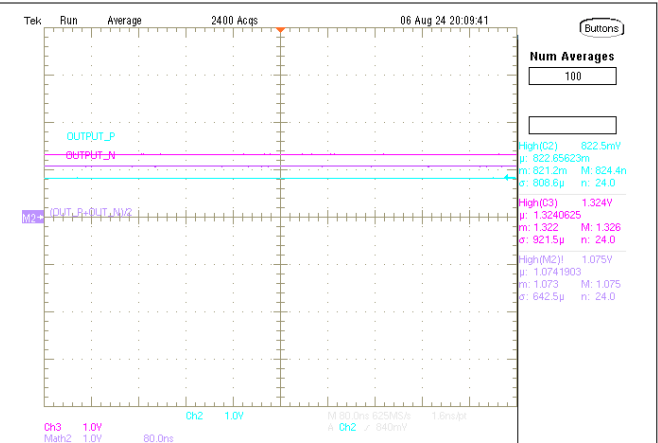 Tek Run Average 2400 Acqs 06 Aug 24 20:09:41
Buttons
Num Averages
100
OUTPUT_P
OUTPUT_N
(OUT_P+OUT_N)/2
M2
High(C2) 822.5mV
µ: 822.65623m
m: 821.2m M: 824.4m
σ: 808.6µ n: 24.0
High(C3) 1.324V
µ: 1.3240625
m: 1.322 M: 1.326
σ: 921.5µ n: 24.0
High(M2)! 1.075V
µ: 1.0741903
m: 1.073 M: 1.075
σ: 642.5µ n: 24.0
Ch2 1.0V M 80.0ns 625MS/s 1.6ns/pt
Ch3 1.0V A Ch2 840mV
Math2 1.0V 80.0ns